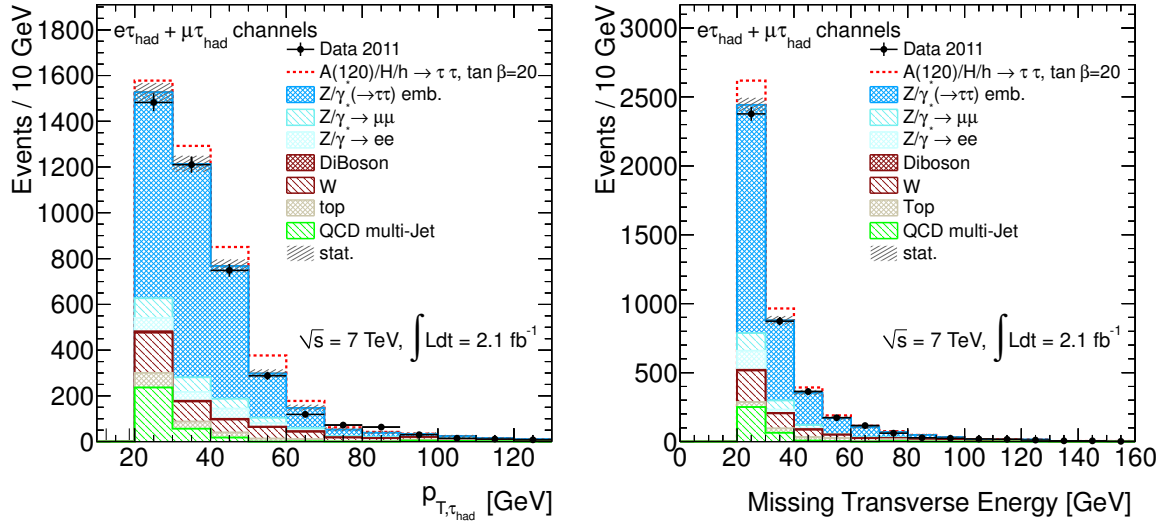 Events / 10 GeV
1800
1600
1400
1200
1000
800
600
400
200
0
eτhad + μτhad channels
Data 2011
A(120)/H/h → τ τ, tan β=20
Z/γ*(→ττ) emb.
Z/γ* → μμ
Z/γ* → ee
DiBoson
W
top
QCD multi-Jet
stat.
√s = 7 TeV, ∫ Ldt = 2.1 fb-1
20 40 60 80 100 120
pT,τhad [GeV]
Events / 10 GeV
3000
2500
2000
1500
1000
500
0
eτhad + μτhad channels
Data 2011
A(120)/H/h → τ τ, tan β=20
Z/γ*(→ττ) emb.
Z/γ* → μμ
Z/γ* → ee
Diboson
W
Top
QCD multi-Jet
stat.
√s = 7 TeV, ∫ Ldt = 2.1 fb-1
0 20 40 60 80 100 120 140 160
Missing Transverse Energy [GeV]